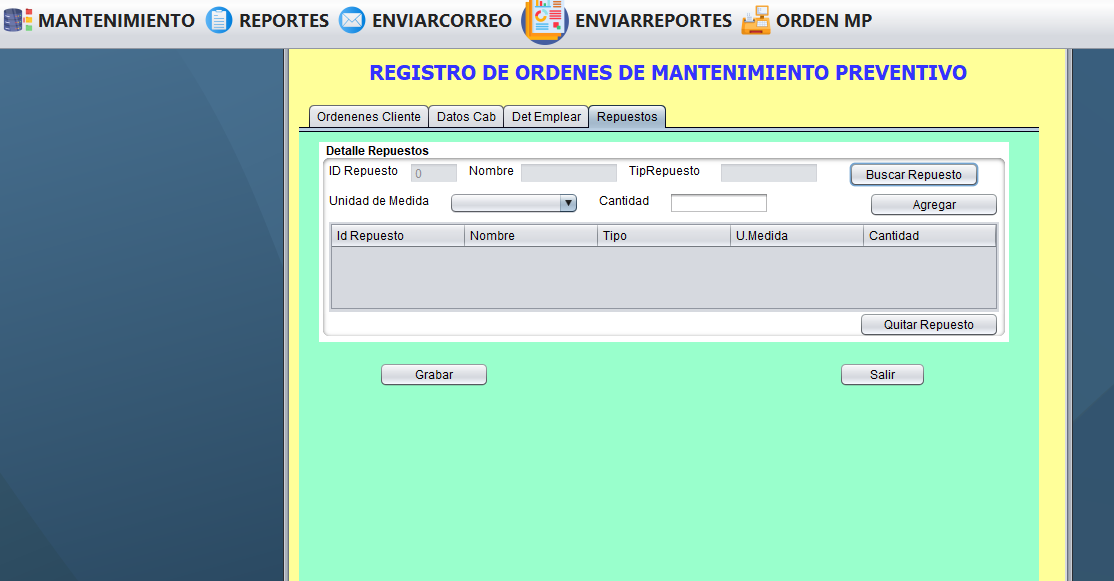 MANTENIMIENTO REPORTES ENVIARCORREO ENVIARREPORTES ORDEN MP
REGISTRO DE ORDENES DE MANTENIMIENTO PREVENTIVO
Ordenenes Cliente Datos Cab Det Emplear Repuestos
Detalle Repuestos
ID Repuesto 0 Nombre TipRepuesto Buscar Repuesto
Unidad de Medida Cantidad Agregar
Id Repuesto Nombre Tipo U.Medida Cantidad
Quitar Repuesto
Grabar Salir